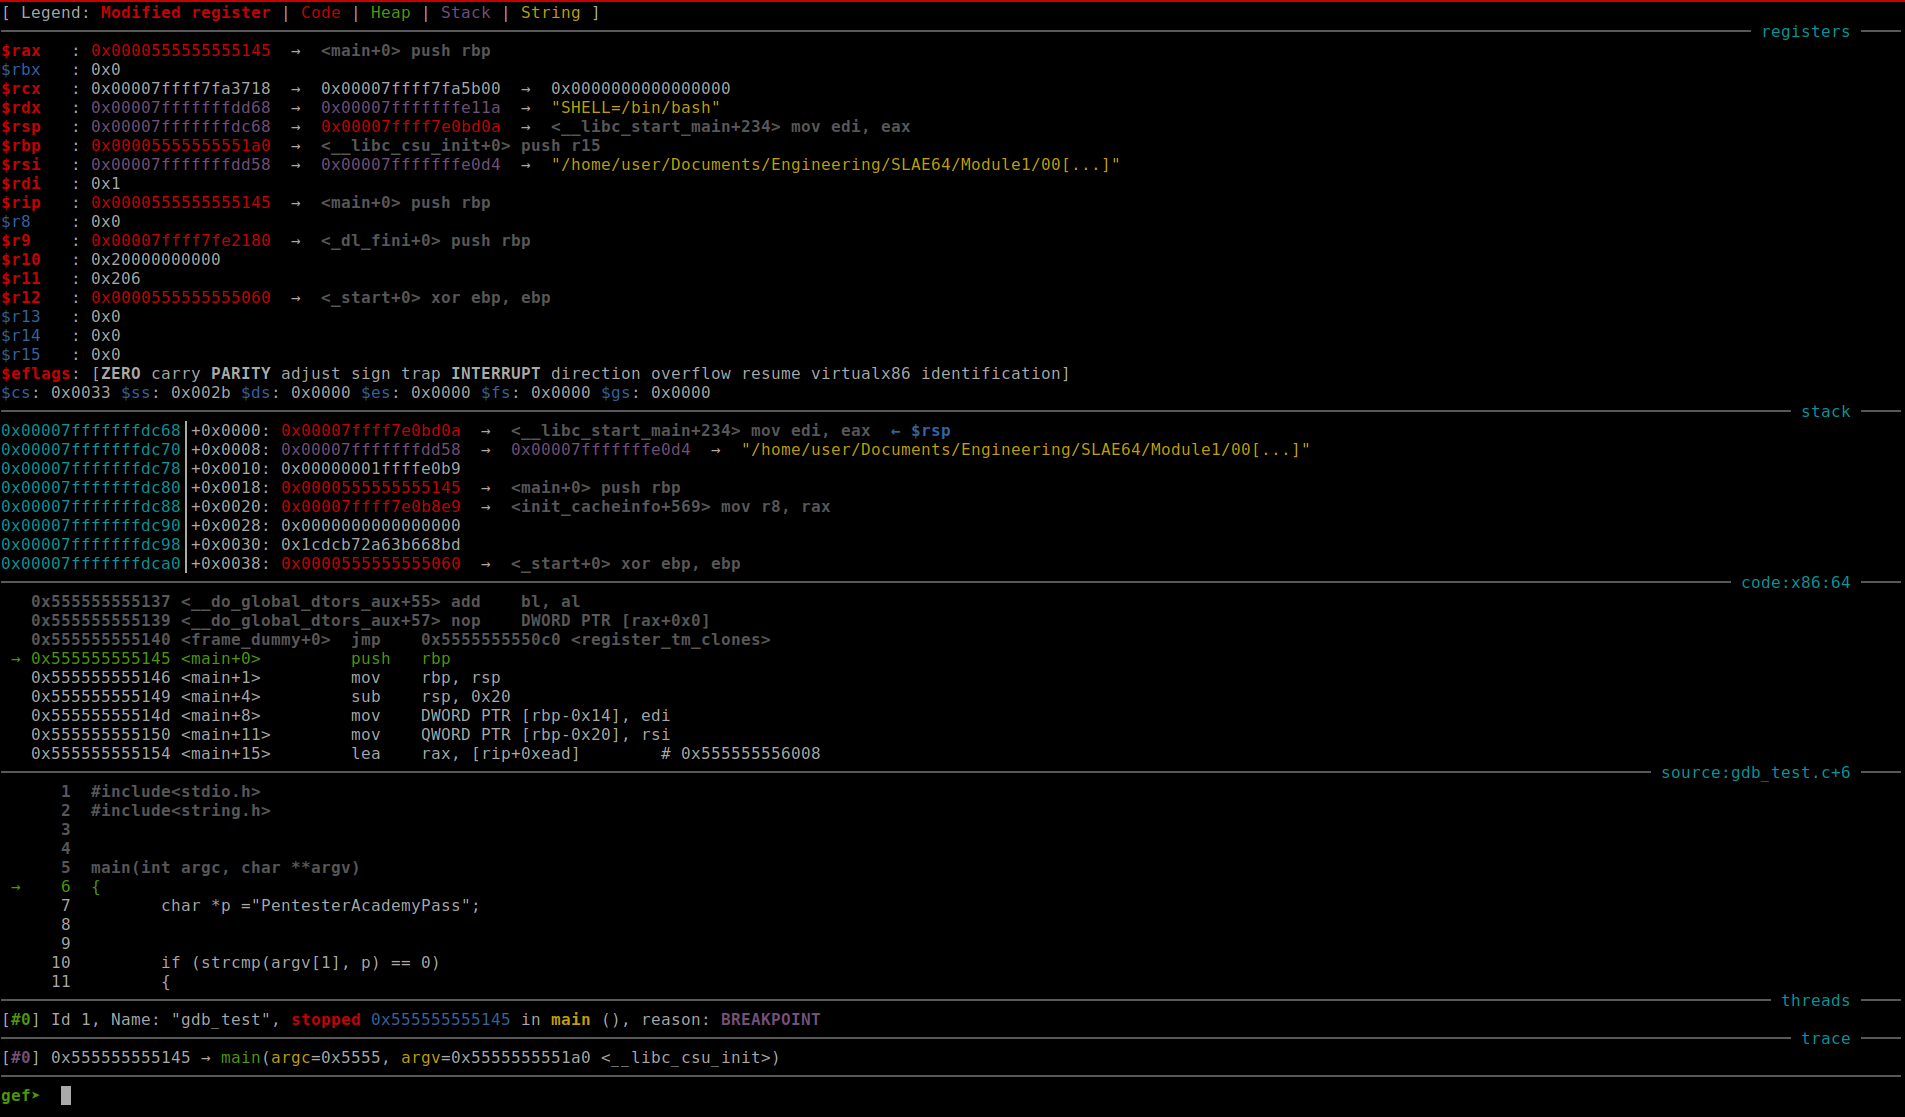 [ Legend: Modified register | Code | Heap | Stack | String ]
registers
$rax   : 0x0000555555555145  →  <main+0> push rbp
$rbx   : 0x0
$rcx   : 0x00007ffff7fa3718  →  0x00007ffff7fa5b00  →  0x0000000000000000
$rdx   : 0x00007fffffffdd68  →  0x00007fffffffe11a  →  "SHELL=/bin/bash"
$rsp   : 0x00007fffffffdc68  →  0x00007ffff7e0bd0a  →  <__libc_start_main+234> mov edi, eax
$rbp   : 0x00005555555551a0  →  <__libc_csu_init+0> push r15
$rsi   : 0x00007fffffffdd58  →  0x00007fffffffe0d4  →  "/home/user/Documents/Engineering/SLAE64/Module1/00[...]"
$rdi   : 0x1
$rip   : 0x0000555555555145  →  <main+0> push rbp
$r8    : 0x0
$r9    : 0x00007ffff7fe2180  →  <_dl_fini+0> push rbp
$r10   : 0x20000000000
$r11   : 0x206
$r12   : 0x0000555555555060  →  <_start+0> xor ebp, ebp
$r13   : 0x0
$r14   : 0x0
$r15   : 0x0
$eflags: [ZERO carry PARITY adjust sign trap INTERRUPT direction overflow resume virtualx86 identification]
$cs: 0x0033 $ss: 0x002b $ds: 0x0000 $es: 0x0000 $fs: 0x0000 $gs: 0x0000
stack
0x00007fffffffdc68│+0x0000: 0x00007ffff7e0bd0a  →  <__libc_start_main+234> mov edi, eax  ← $rsp
0x00007fffffffdc70│+0x0008: 0x00007fffffffdd58  →  0x00007fffffffe0d4  →  "/home/user/Documents/Engineering/SLAE64/Module1/00[...]"
0x00007fffffffdc78│+0x0010: 0x00000001ffffe0b9
0x00007fffffffdc80│+0x0018: 0x0000555555555145  →  <main+0> push rbp
0x00007fffffffdc88│+0x0020: 0x00007ffff7e0b8e9  →  <init_cacheinfo+569> mov r8, rax
0x00007fffffffdc90│+0x0028: 0x0000000000000000
0x00007fffffffdc98│+0x0030: 0x1cdcb72a63b668bd
0x00007fffffffdca0│+0x0038: 0x0000555555555060  →  <_start+0> xor ebp, ebp
code:x86:64
0x555555555137 <__do_global_dtors_aux+55> add    bl, al
0x555555555139 <__do_global_dtors_aux+57> nop    DWORD PTR [rax+0x0]
0x555555555140 <frame_dummy+0>  jmp    0x5555555550c0 <register_tm_clones>
→ 0x555555555145 <main+0>         push   rbp
0x555555555146 <main+1>         mov    rbp, rsp
0x555555555149 <main+4>         sub    rsp, 0x20
0x55555555514d <main+8>         mov    DWORD PTR [rbp-0x14], edi
0x555555555150 <main+11>        mov    QWORD PTR [rbp-0x20], rsi
0x555555555154 <main+15>        lea    rax, [rip+0xead]        # 0x555555556008
source:gdb_test.c+6
1  #include<stdio.h>
2  #include<string.h>
3
4
5  main(int argc, char **argv)
→    6  {
7         char *p ="PentesterAcademyPass";
8
9
10         if (strcmp(argv[1], p) == 0)
11         {
threads
[#0] Id 1, Name: "gdb_test", stopped 0x555555555145 in main (), reason: BREAKPOINT
trace
[#0] 0x555555555145 → main(argc=0x5555, argv=0x5555555551a0 <__libc_csu_init>)
gef➤